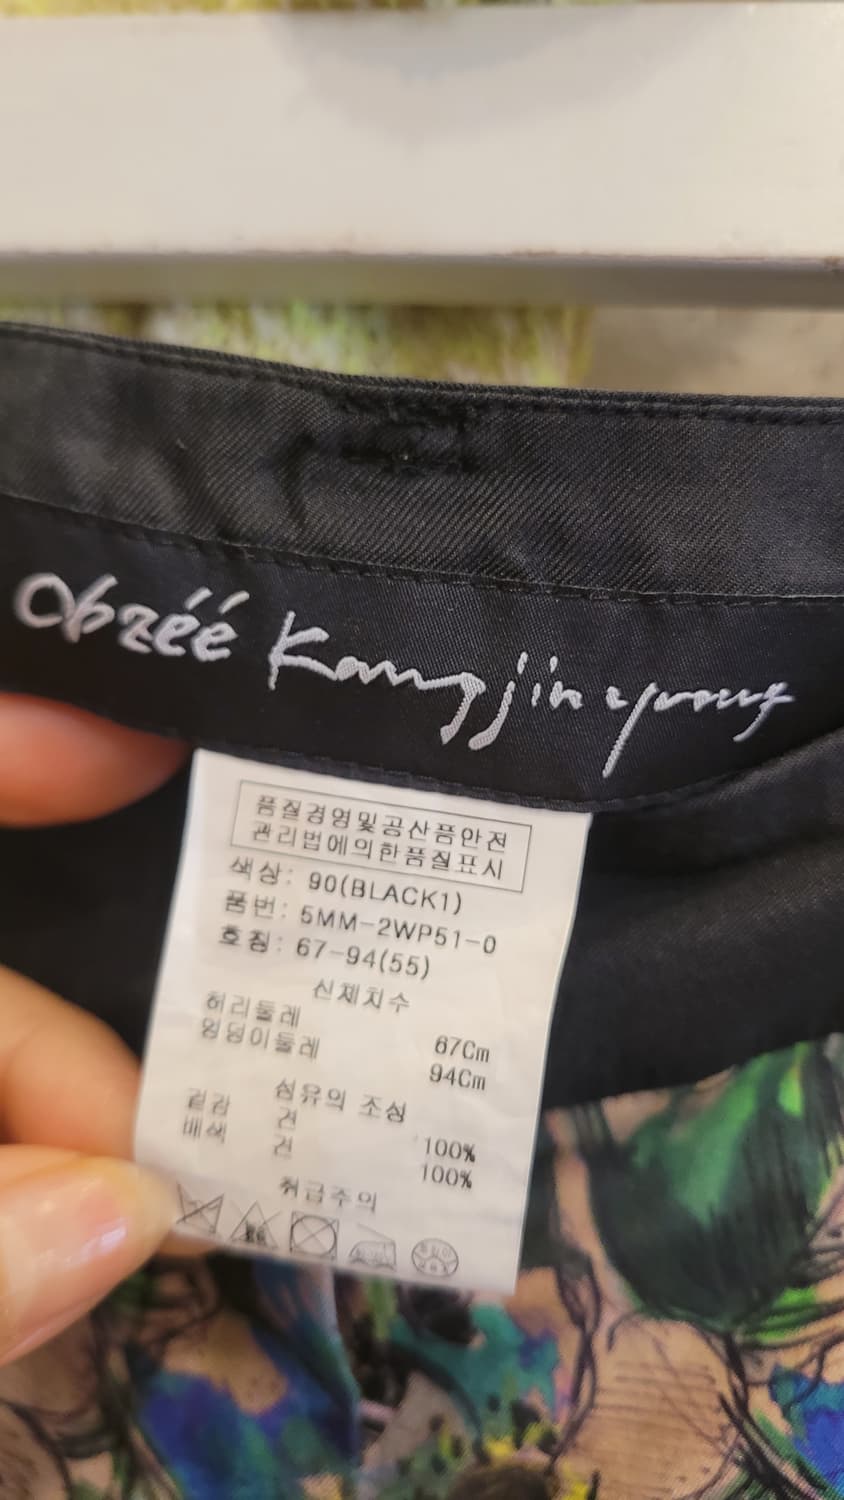 obzéé Kangjinyoung
품질경영및공산품안전
관리법에의한품질표시
색상: 90(BLACK1)
품번: 5MM-2WP51-0
호칭: 67-94(55)
신체치수
허리둘레 67Cm
엉덩이둘레 94Cm
섬유의 조성
겉감 견 100%
배색 견 100%
취급주의